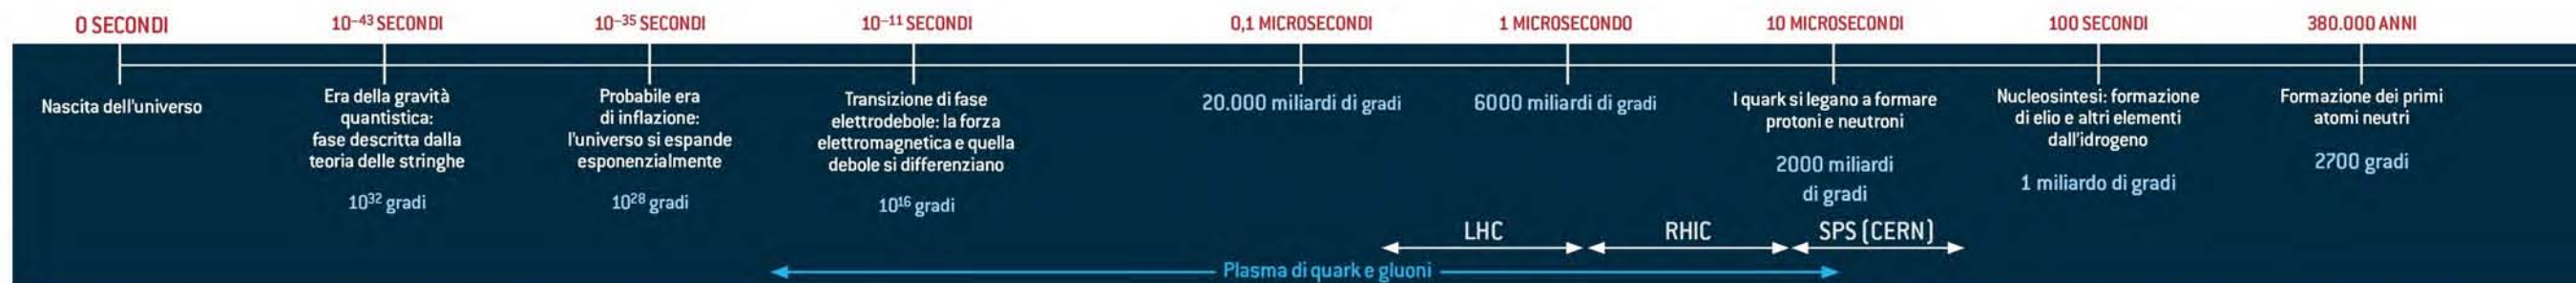 0 SECONDI
10⁻⁴³ SECONDI
10⁻³⁵ SECONDI
10⁻¹¹ SECONDI
0,1 MICROSECONDI
1 MICROSECONDO
10 MICROSECONDI
100 SECONDI
380.000 ANNI
Nascita dell'universo
Era della gravità
quantistica:
fase descritta dalla
teoria delle stringhe
10³² gradi
Probabile era
di inflazione:
l'universo si espande
esponenzialmente
10²⁸ gradi
Transizione di fase
elettrodebole: la forza
elettromagnetica e quella
debole si differenziano
10¹⁶ gradi
20.000 miliardi di gradi
6000 miliardi di gradi
I quark si legano a formare
protoni e neutroni
2000 miliardi
di gradi
Nucleosintesi: formazione
di elio e altri elementi
dall'idrogeno
1 miliardo di gradi
Formazione dei primi
atomi neutri
2700 gradi
LHC
RHIC
SPS (CERN)
Plasma di quark e gluoni